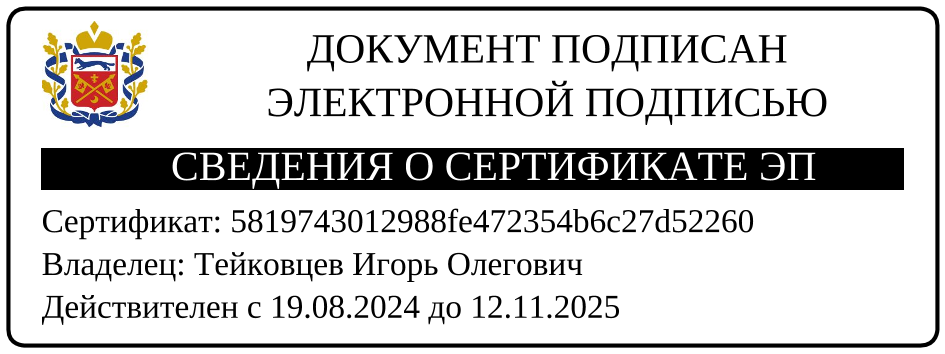 ДОКУМЕНТ ПОДПИСАН
ЭЛЕКТРОННОЙ ПОДПИСЬЮ
СВЕДЕНИЯ О СЕРТИФИКАТЕ ЭП
Сертификат: 5819743012988fe472354b6c27d52260
Владелец: Тейковцев Игорь Олегович
Действителен с 19.08.2024 до 12.11.2025